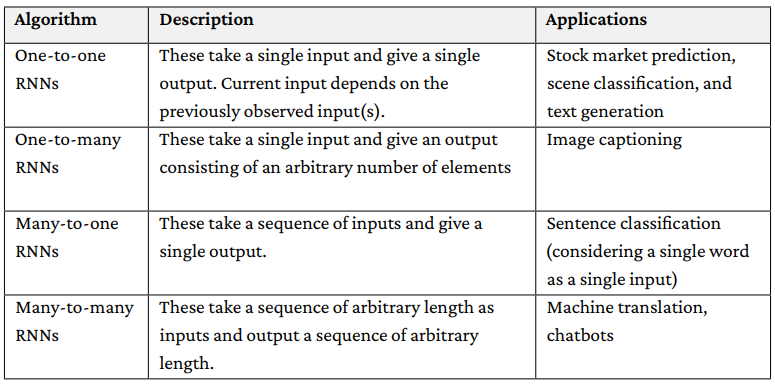 Algorithm Description Applications
One-to-one RNNs
These take a single input and give a single
output. Current input depends on the
previously observed input(s).
Stock market prediction,
scene classification, and
text generation
One-to-many RNNs
These take a single input and give an output
consisting of an arbitrary number of elements
Image captioning
Many-to-one RNNs
These take a sequence of inputs and give a
single output.
Sentence classification
(considering a single word
as a single input)
Many-to-many RNNs
These take a sequence of arbitrary length as
inputs and output a sequence of arbitrary
length.
Machine translation,
chatbots